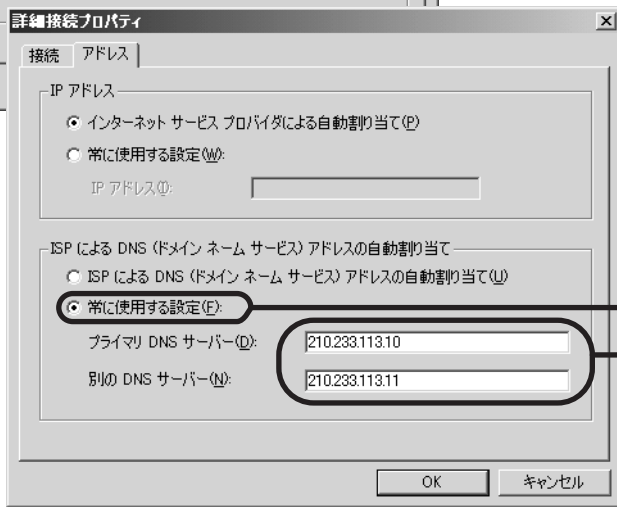 詳細接続プロパティ
接続 アドレス
IP アドレス
インターネット サービス プロバイダによる自動割り当て(P)
常に使用する設定(W):
IP アドレス(I):
ISP による DNS (ドメイン ネーム サービス) アドレスの自動割り当て
ISP による DNS (ドメイン ネーム サービス) アドレスの自動割り当て(U)
常に使用する設定(F):
プライマリ DNS サーバー(D): 210.233.113.10
別の DNS サーバー(N): 210.233.113.11
OK キャンセル